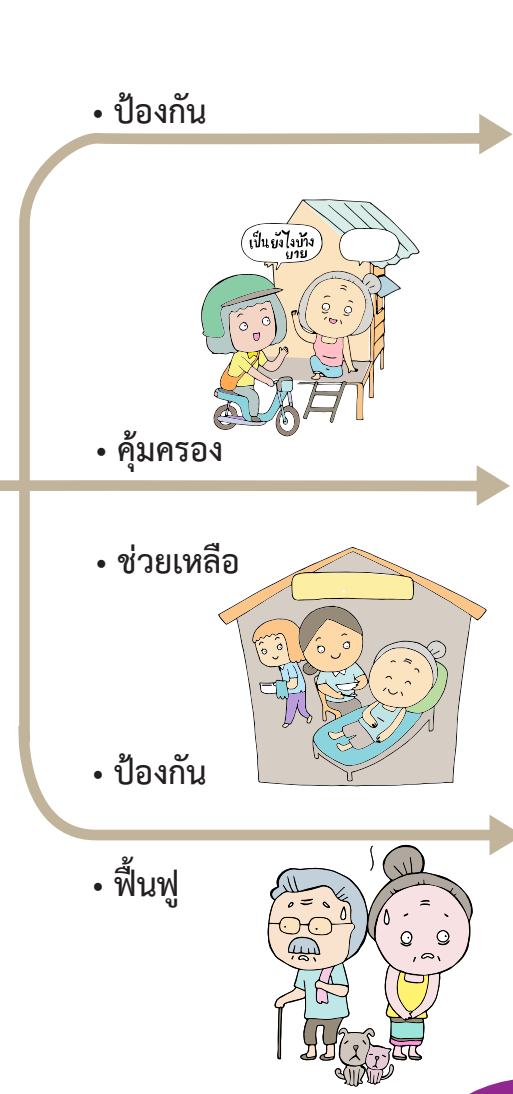 • ป้องกัน
เป็นยังไงบ้าง
ยาย
• คุ้มครอง
• ช่วยเหลือ
• ป้องกัน
• ฟื้นฟู